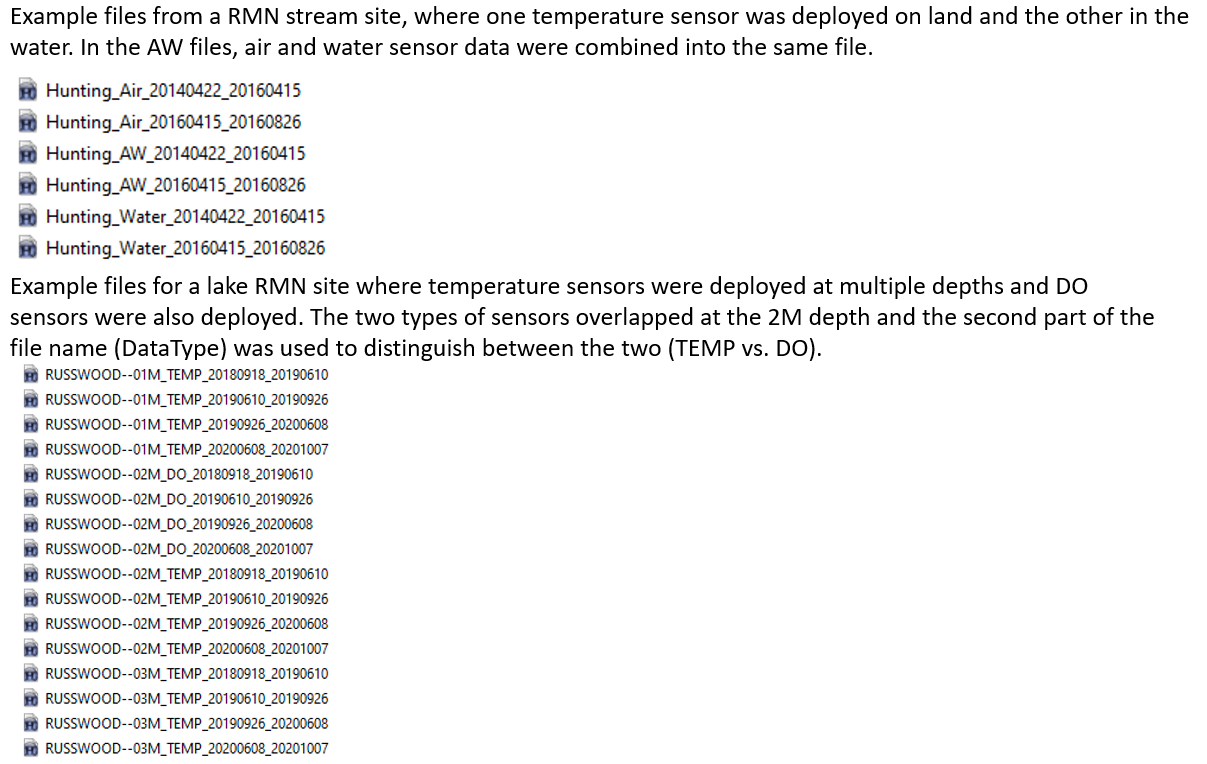 Example files from a RMN stream site, where one temperature sensor was deployed on land and the other in the
water. In the AW files, air and water sensor data were combined into the same file.
Hunting_Air_20140422_20160415
Hunting_Air_20160415_20160826
Hunting_AW_20140422_20160415
Hunting_AW_20160415_20160826
Hunting_Water_20140422_20160415
Hunting_Water_20160415_20160826
Example files for a lake RMN site where temperature sensors were deployed at multiple depths and DO
sensors were also deployed. The two types of sensors overlapped at the 2M depth and the second part of the
file name (DataType) was used to distinguish between the two (TEMP vs. DO).
RUSSWOOD--01M_TEMP_20180918_20190610
RUSSWOOD--01M_TEMP_20190610_20190926
RUSSWOOD--01M_TEMP_20190926_20200608
RUSSWOOD--01M_TEMP_20200608_20201007
RUSSWOOD--02M_DO_20180918_20190610
RUSSWOOD--02M_DO_20190610_20190926
RUSSWOOD--02M_DO_20190926_20200608
RUSSWOOD--02M_DO_20200608_20201007
RUSSWOOD--02M_TEMP_20180918_20190610
RUSSWOOD--02M_TEMP_20190610_20190926
RUSSWOOD--02M_TEMP_20190926_20200608
RUSSWOOD--02M_TEMP_20200608_20201007
RUSSWOOD--03M_TEMP_20180918_20190610
RUSSWOOD--03M_TEMP_20190610_20190926
RUSSWOOD--03M_TEMP_20190926_20200608
RUSSWOOD--03M_TEMP_20200608_20201007